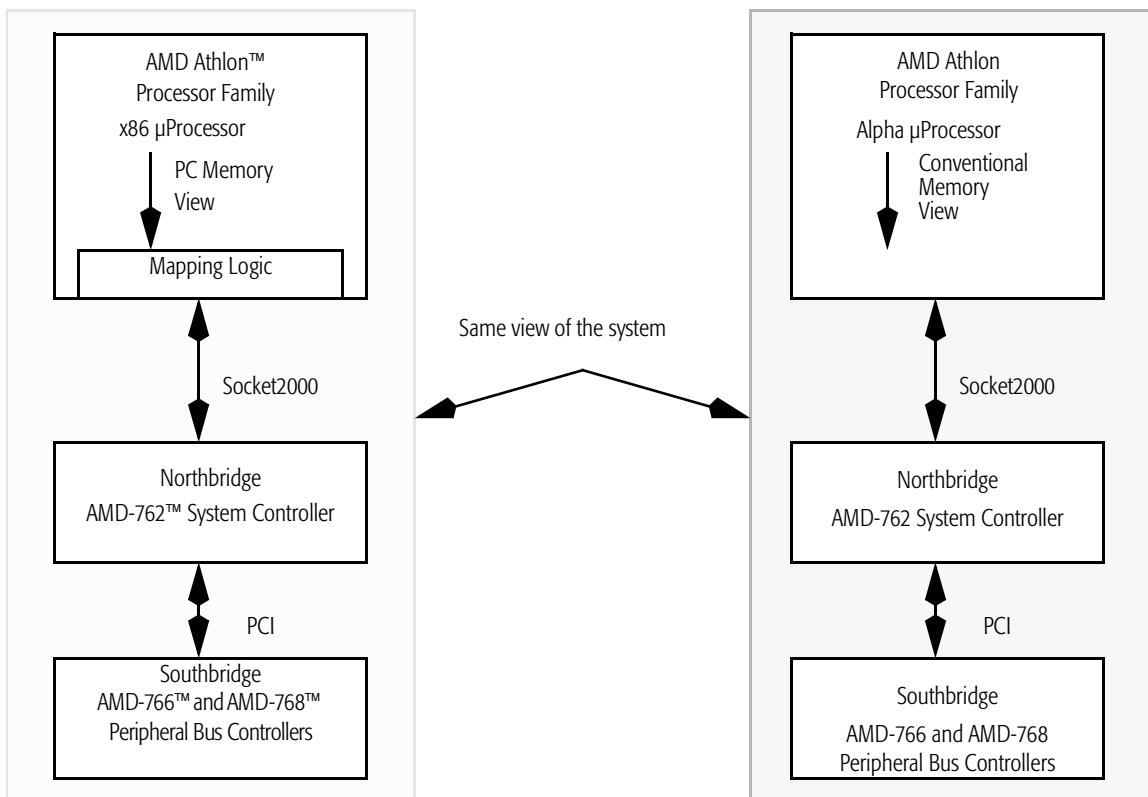 AMD Athlon™
Processor Family
x86 µProcessor
PC Memory
View
Mapping Logic
Socket2000
Northbridge
AMD-762™ System Controller
PCI
Southbridge
AMD-766™ and AMD-768™
Peripheral Bus Controllers
Same view of the system
AMD Athlon
Processor Family
Alpha µProcessor
Conventional
Memory
View
Socket2000
Northbridge
AMD-762 System Controller
PCI
Southbridge
AMD-766 and AMD-768
Peripheral Bus Controllers